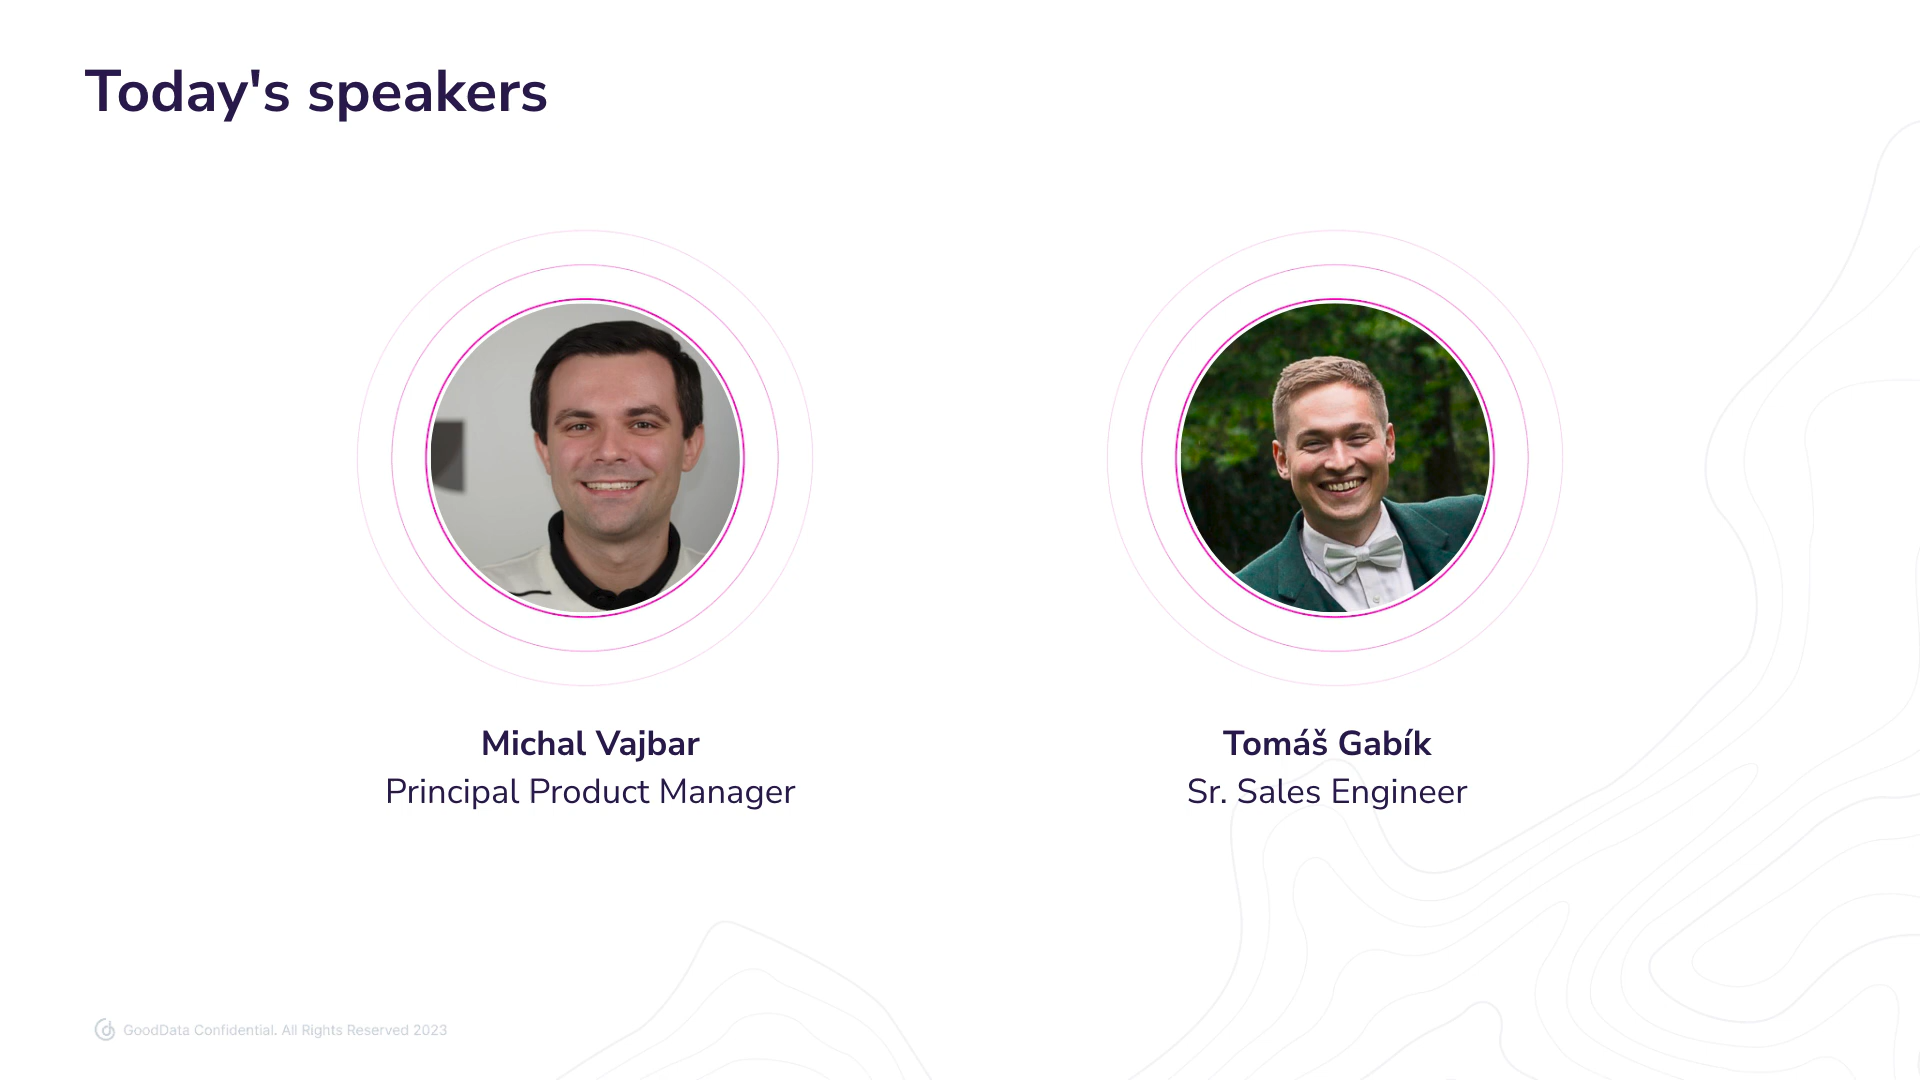 Today's speakers
Michal Vajbar
Principal Product Manager
Tomáš Gabík
Sr. Sales Engineer
GoodData Confidential. All Rights Reserved 2023